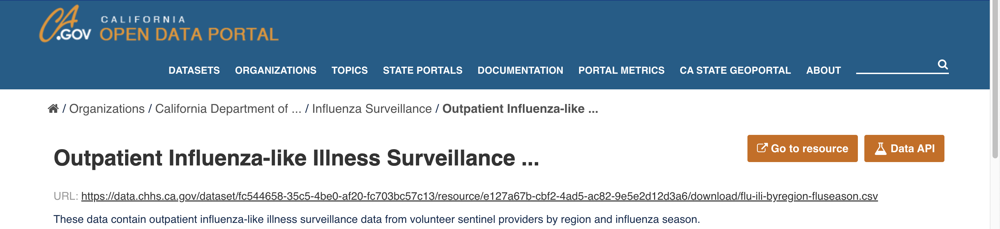 CA.GOV CALIFORNIA
OPEN DATA PORTAL
DATASETS ORGANIZATIONS TOPICS STATE PORTALS DOCUMENTATION PORTAL METRICS CA STATE GEOPORTAL ABOUT
/ Organizations / California Department of ... / Influenza Surveillance / Outpatient Influenza-like ...
Go to resource Data API
Outpatient Influenza-like Illness Surveillance ...
URL: https://data.chhs.ca.gov/dataset/fc544658-35c5-4be0-af20-fc703bc57c13/resource/e127a67b-cbf2-4ad5-ac82-9e5e2d12d3a6/download/flu-ili-byregion-fluseason.csv
These data contain outpatient influenza-like illness surveillance data from volunteer sentinel providers by region and influenza season.